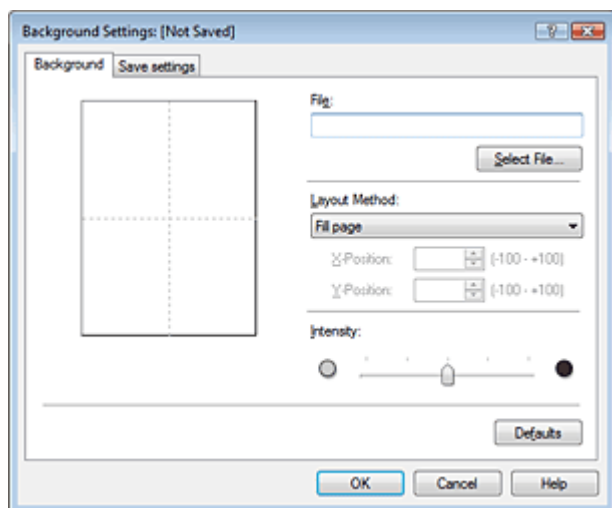 Background Settings: [Not Saved]
Background Save settings
File:
Select File...
Layout Method:
Fill page
X-Position: (-100 - +100)
Y-Position: (-100 - +100)
Intensity:
Defaults
OK Cancel Help